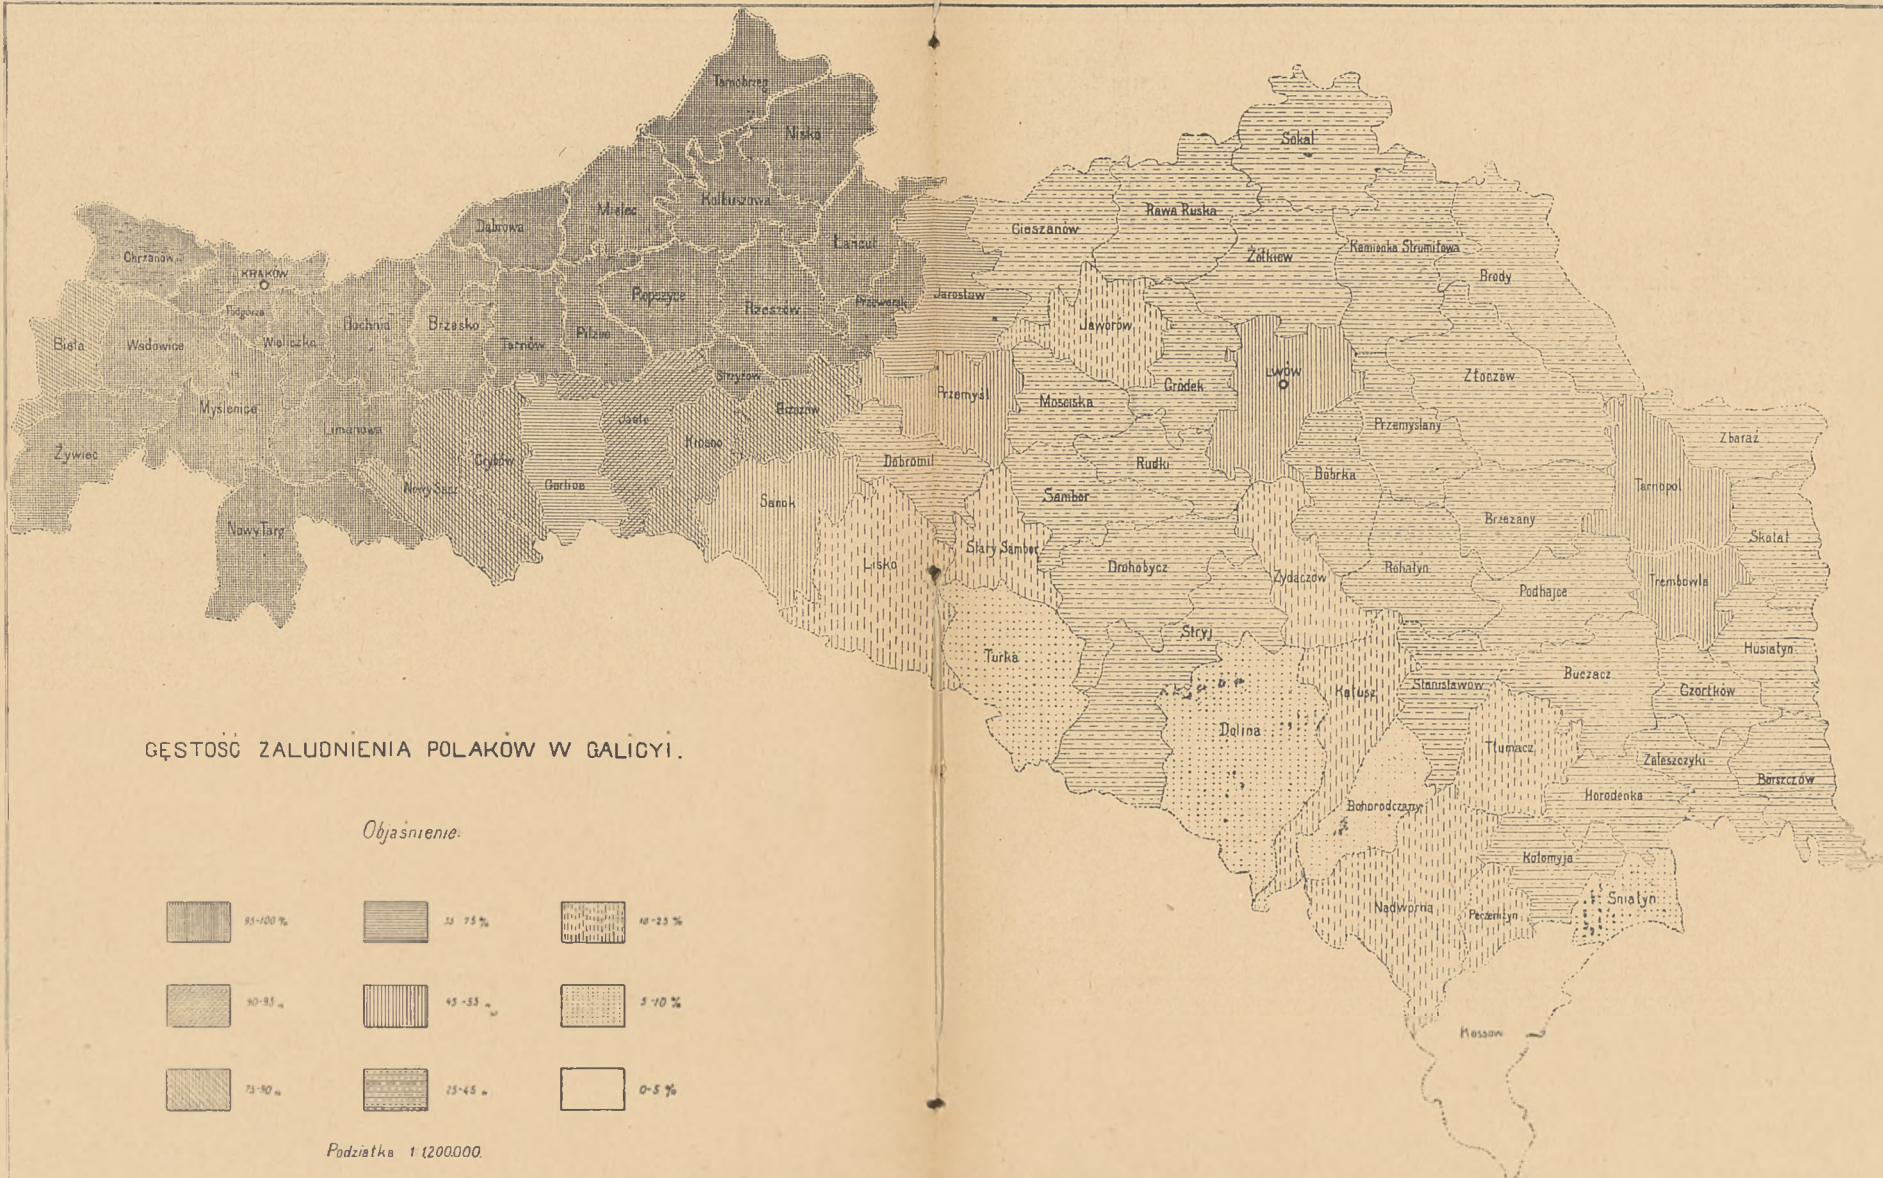 Tarnobrzeg
Nisko
Sokal
Mielec
Kolbuszowa
Dąbrowa
Łańcut
Cieszanów
Rawa Ruska
Żółkiew
Kamionka Strumiłowa
Brody
Chrzanów
KRAKÓW
Ropczyce
Rzeszów
Przeworsk
Jarosław
Jaworów
Podgórze
Wieliczka
Bochnia
Brzesko
Tarnów
Pilzno
Biała
Wadowice
Strzyżów
Przemyśl
Mościska
Gródek
LWÓW
Złoczów
Myślenice
Limanowa
Jasło
Krosno
Brzozów
Przemyślany
Zbaraż
Żywiec
Nowy Sącz
Grybów
Gorlice
Sanok
Dobromil
Rudki
Bóbrka
Tarnopol
Nowy Targ
Lisko
Sambor
Stary Sambor
Brzeżany
Skałat
Drohobycz
Żydaczów
Rohatyn
Podhajce
Trembowla
Turka
Stryj
Kałusz
Stanisławów
Buczacz
Czortków
Husiatyn
Dolina
Tłumacz
Zaleszczyki
Borszczów
Bohorodczany
Horodenka
Kołomyja
Nadwórna
Peczeniżyn
Śniatyn
Kossów
GĘSTOŚĆ ZALUDNIENIA POLAKÓW W GALICYI.
Objaśnienie.
95-100 %
55 75 %
10-25 %
90-95 „
45-55 „
5-10 %
75-90 „
25-45 „
0-5 %
Podziałka 1:1,200.000.